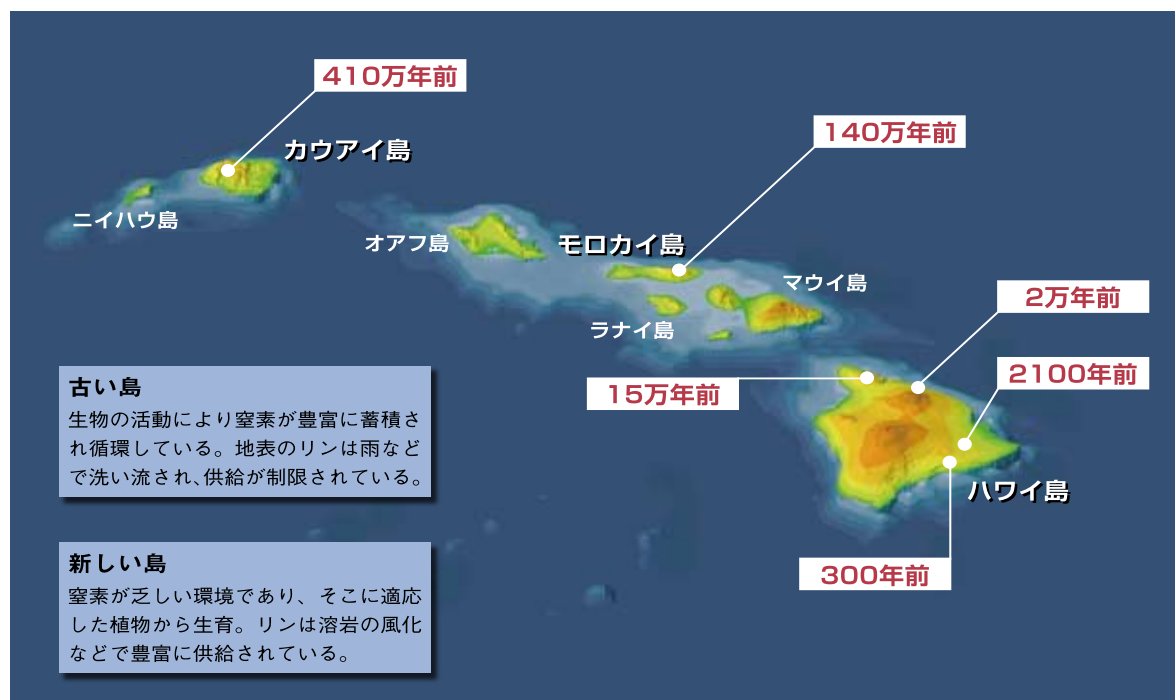 410万年前
140万年前
カウアイ島
ニイハウ島
オアフ島
モロカイ島
マウイ島
ラナイ島
2万年前
2100年前
15万年前
ハワイ島
300年前
古い島
生物の活動により窒素が豊富に蓄積さ
れ循環している。地表のリンは雨など
で洗い流され、供給が制限されている。
新しい島
窒素が乏しい環境であり、そこに適応
した植物から生育。リンは溶岩の風化
などで豊富に供給されている。